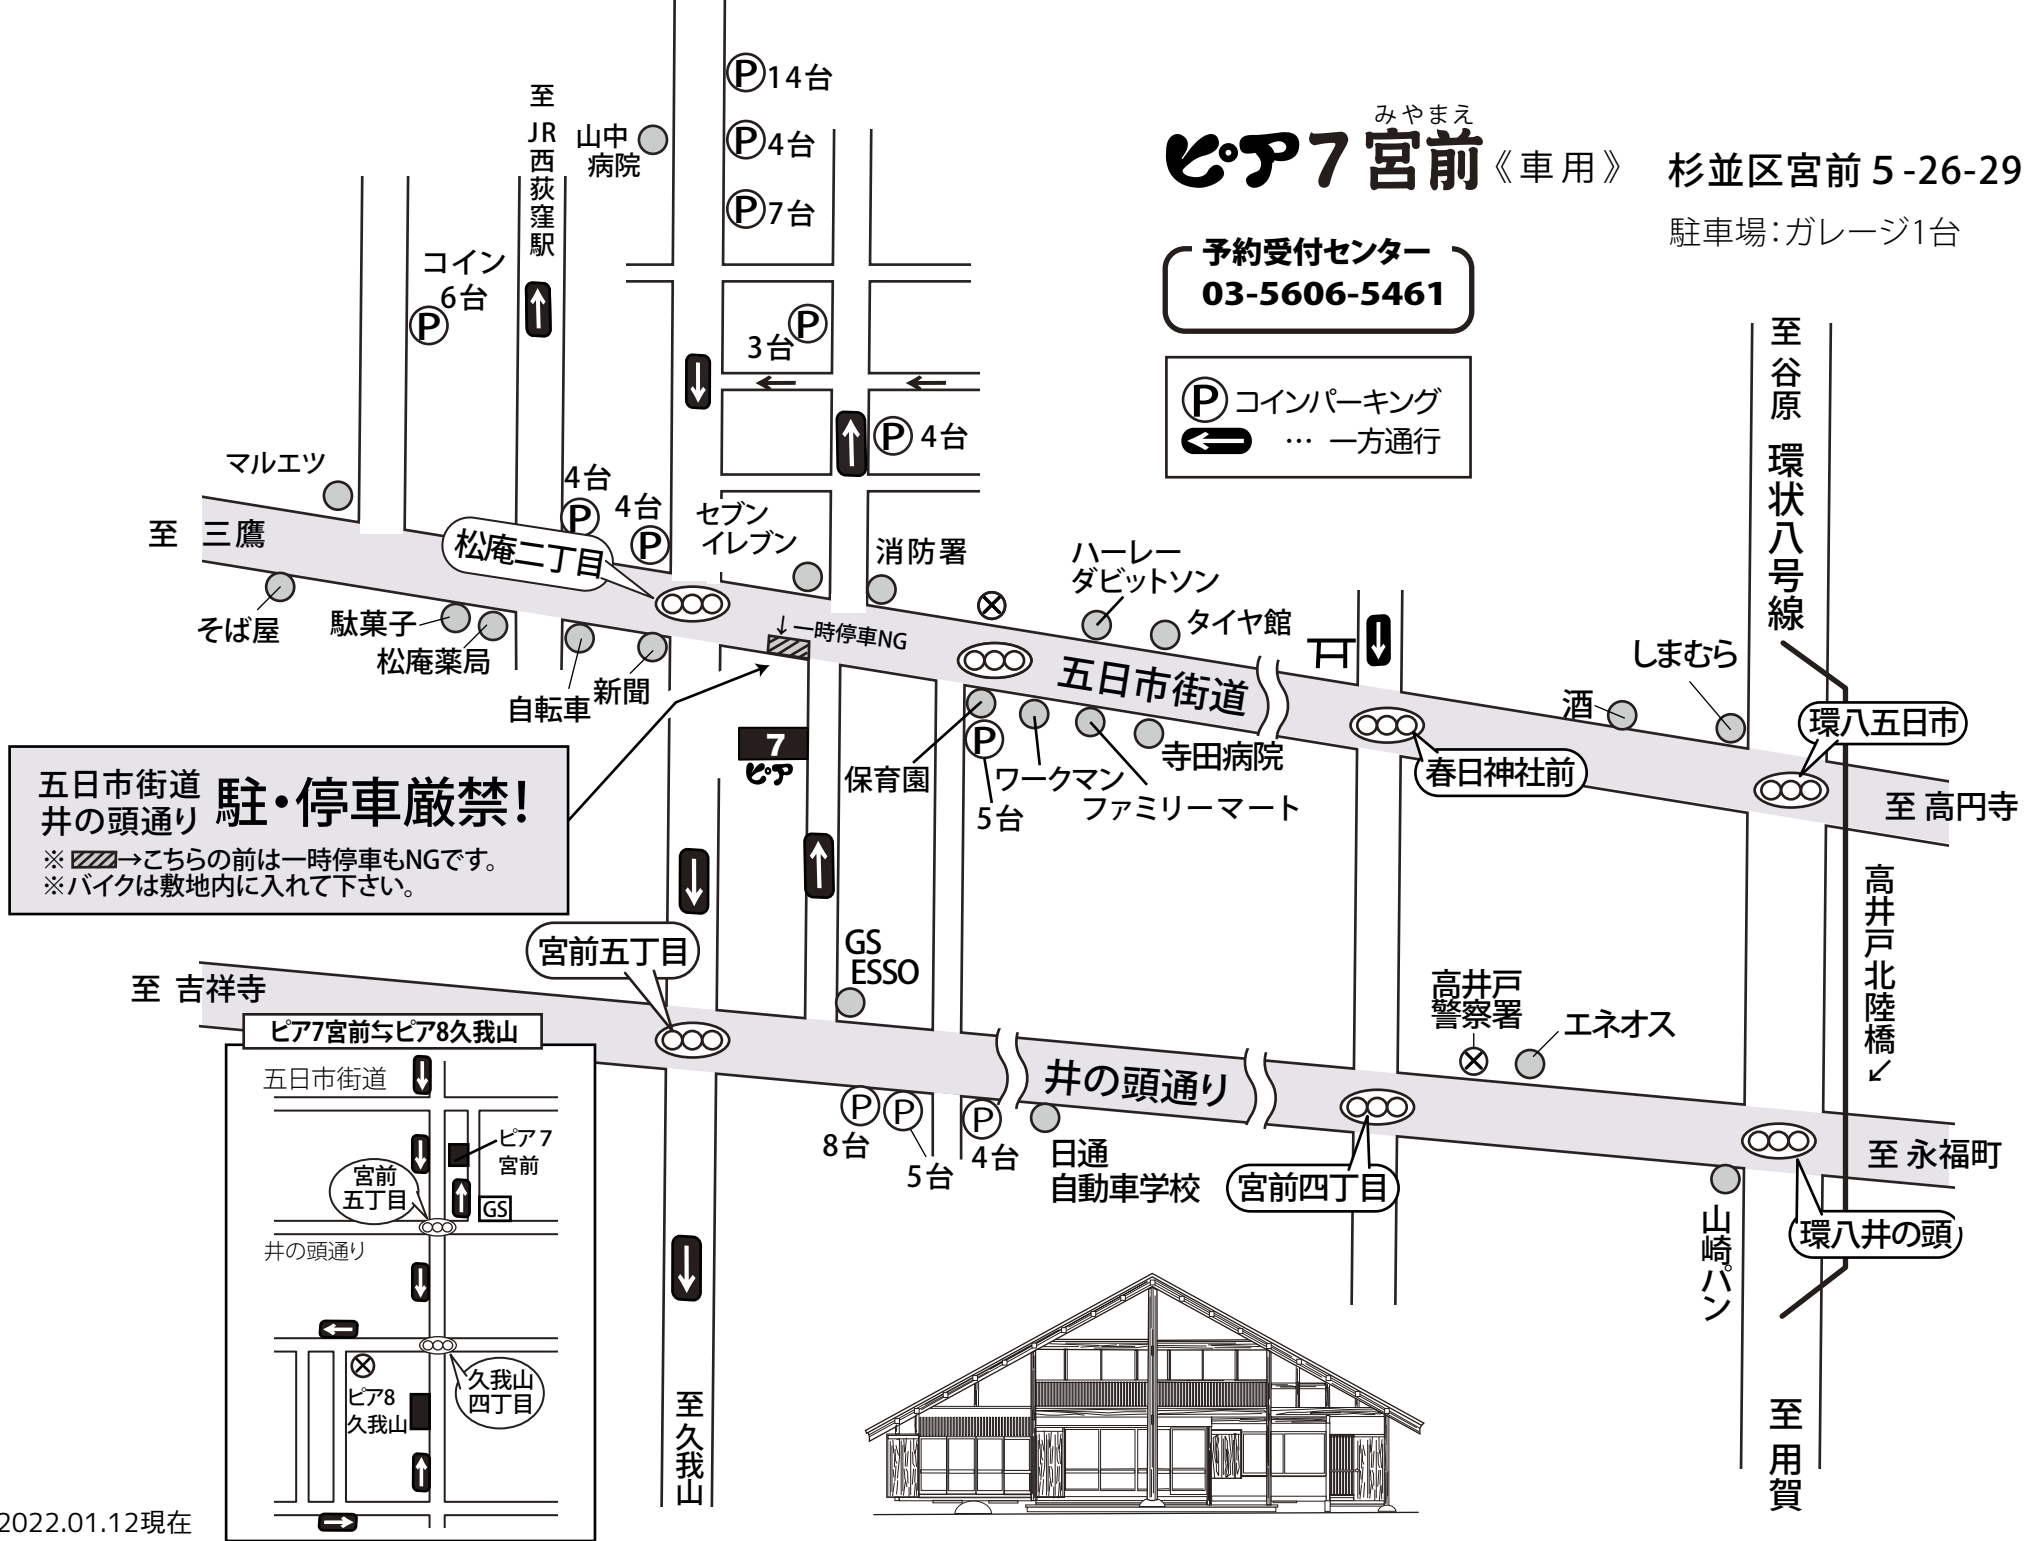 みやまえ
ピア7宮前《車用》
杉並区宮前5-26-29
駐車場：ガレージ1台
予約受付センター
03-5606-5461
Ⓟコインパーキング
… 一方通行
Ⓟ14台
Ⓟ4台
Ⓟ7台
至 JR西荻窪駅
山中
病院
コイン
6台
Ⓟ
3台Ⓟ
Ⓟ4台
マルエツ
4台
Ⓟ
4台
Ⓟ
セブン
イレブン
消防署
至 三鷹
松庵二丁目
そば屋
駄菓子
松庵薬局
自転車
新聞
↓一時停車NG
ハーレー
ダビットソン
タイヤ館
五日市街道
しまむら
酒
至 谷原 環状八号線
環八五日市
春日神社前
至 高円寺
7
ピア
保育園
Ⓟ
5台
ワークマン
ファミリーマート
寺田病院
五日市街道
井の頭通り
駐・停車厳禁！
※ →こちらの前は一時停車もNGです。
※バイクは敷地内に入れて下さい。
宮前五丁目
GS
ESSO
至 吉祥寺
高井戸
警察署
エネオス
高井戸北陸橋↙
井の頭通り
Ⓟ
8台
Ⓟ
5台
Ⓟ
4台
日通
自動車学校
宮前四丁目
至 永福町
山崎パン
環八井の頭
至 用賀
至 久我山
ピア7宮前⇆ピア8久我山
五日市街道
ピア7
宮前
宮前
五丁目
GS
井の頭通り
ピア8
久我山
久我山
四丁目
2022.01.12現在